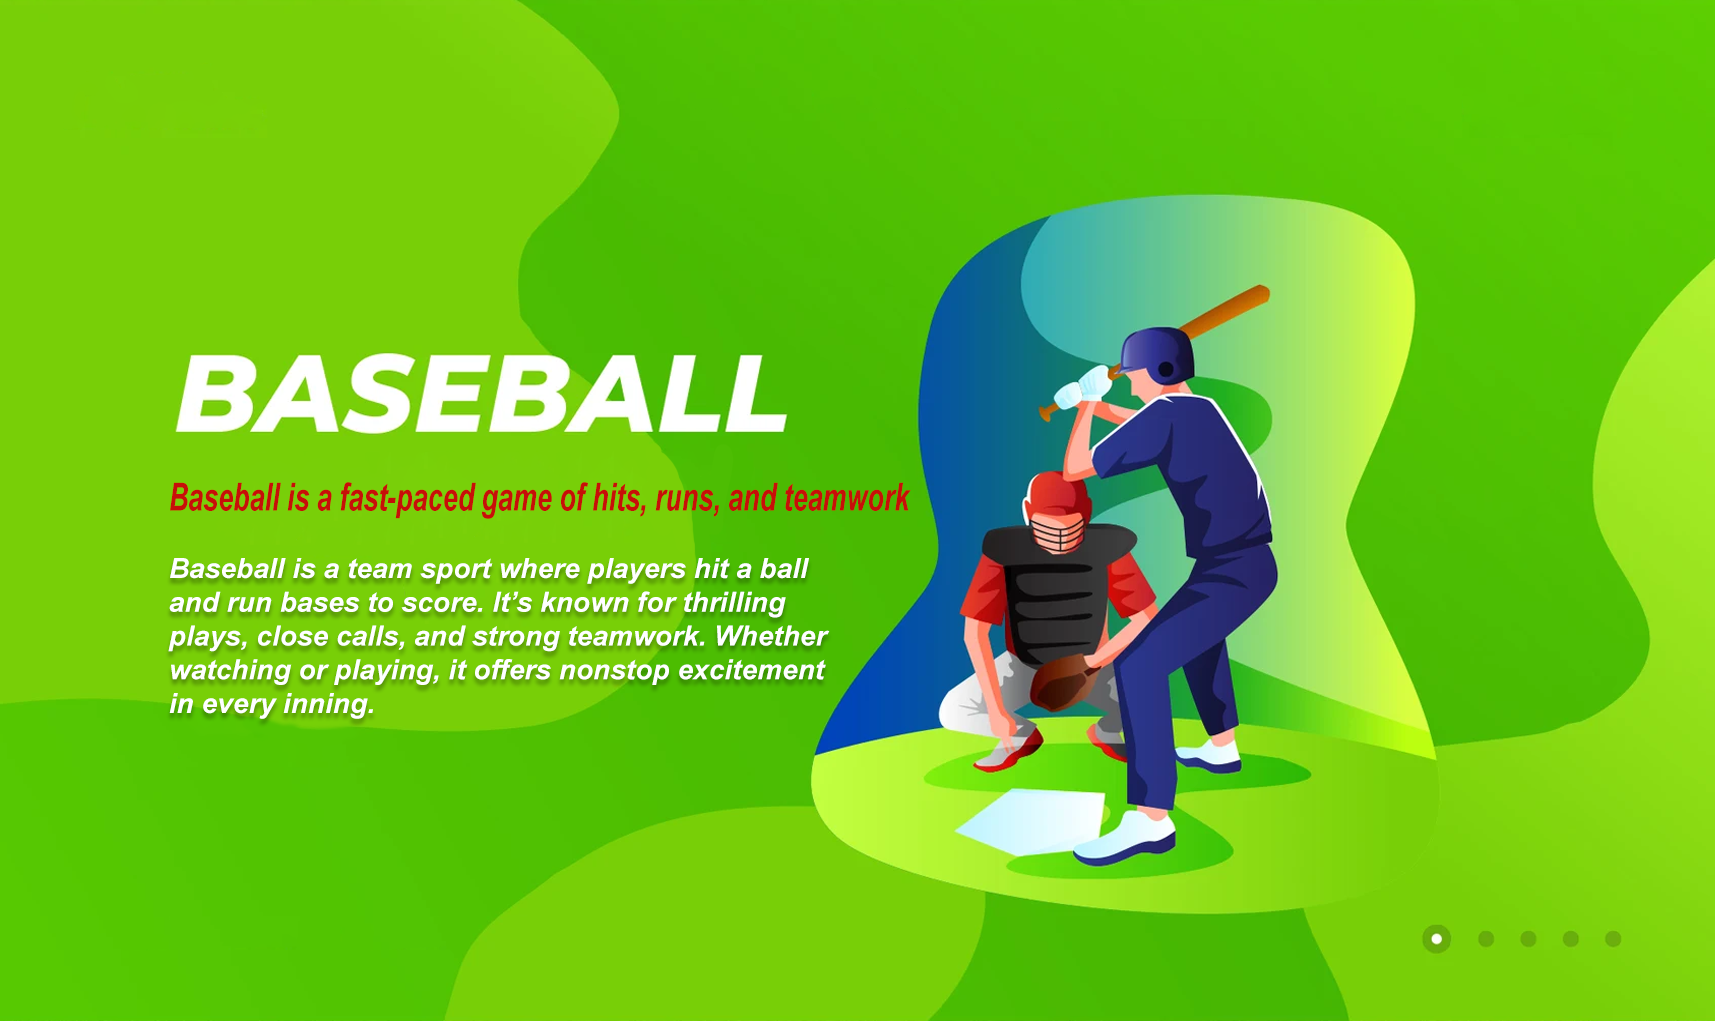 BASEBALL
Baseball is a fast-paced game of hits, runs, and teamwork
Baseball is a team sport where players hit a ball
and run bases to score. It’s known for thrilling
plays, close calls, and strong teamwork. Whether
watching or playing, it offers nonstop excitement
in every inning.